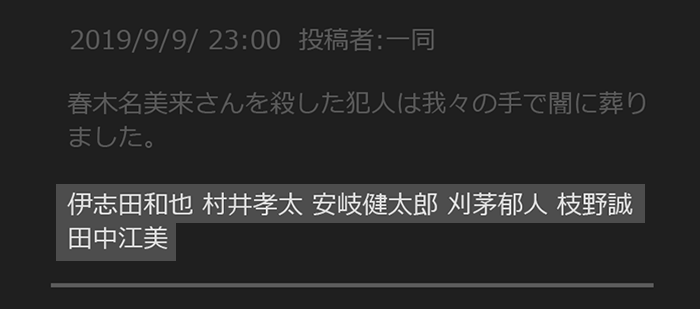 2019/9/9/ 23:00 投稿者:一同
春木名美来さんを殺した犯人は我々の手で闇に葬り
ました。
伊志田和也 村井孝太 安岐健太郎 刈茅郁人 枝野誠
田中江美